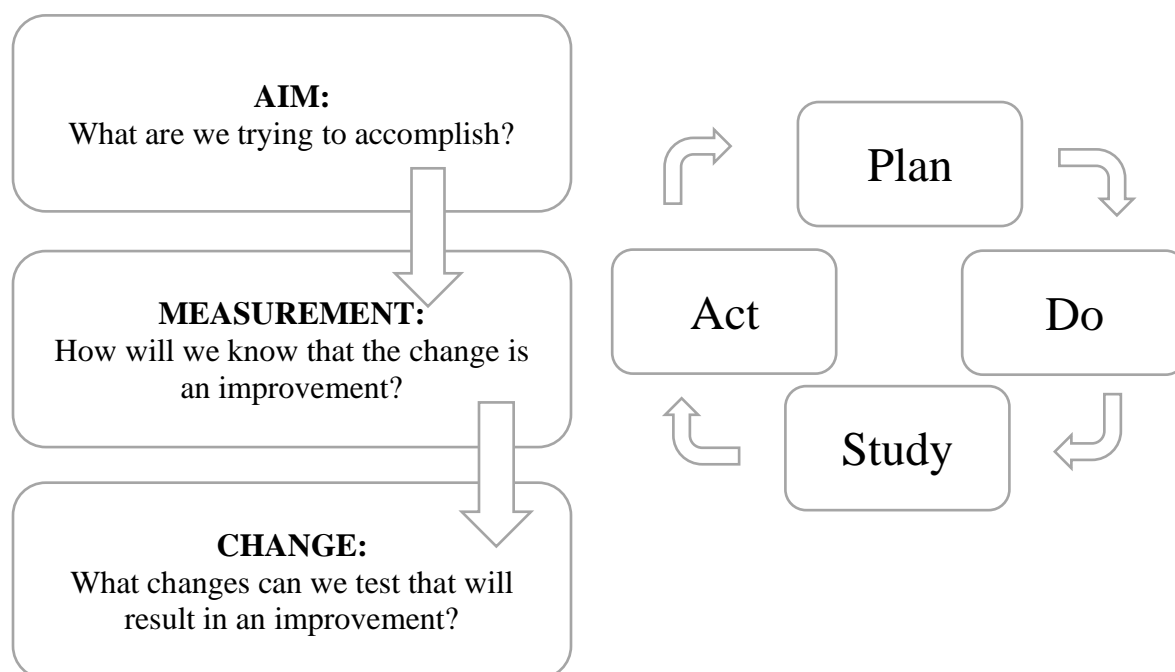 AIM:
What are we trying to accomplish?
MEASUREMENT:
How will we know that the change is
an improvement?
CHANGE:
What changes can we test that will
result in an improvement?
Plan
Do
Study
Act